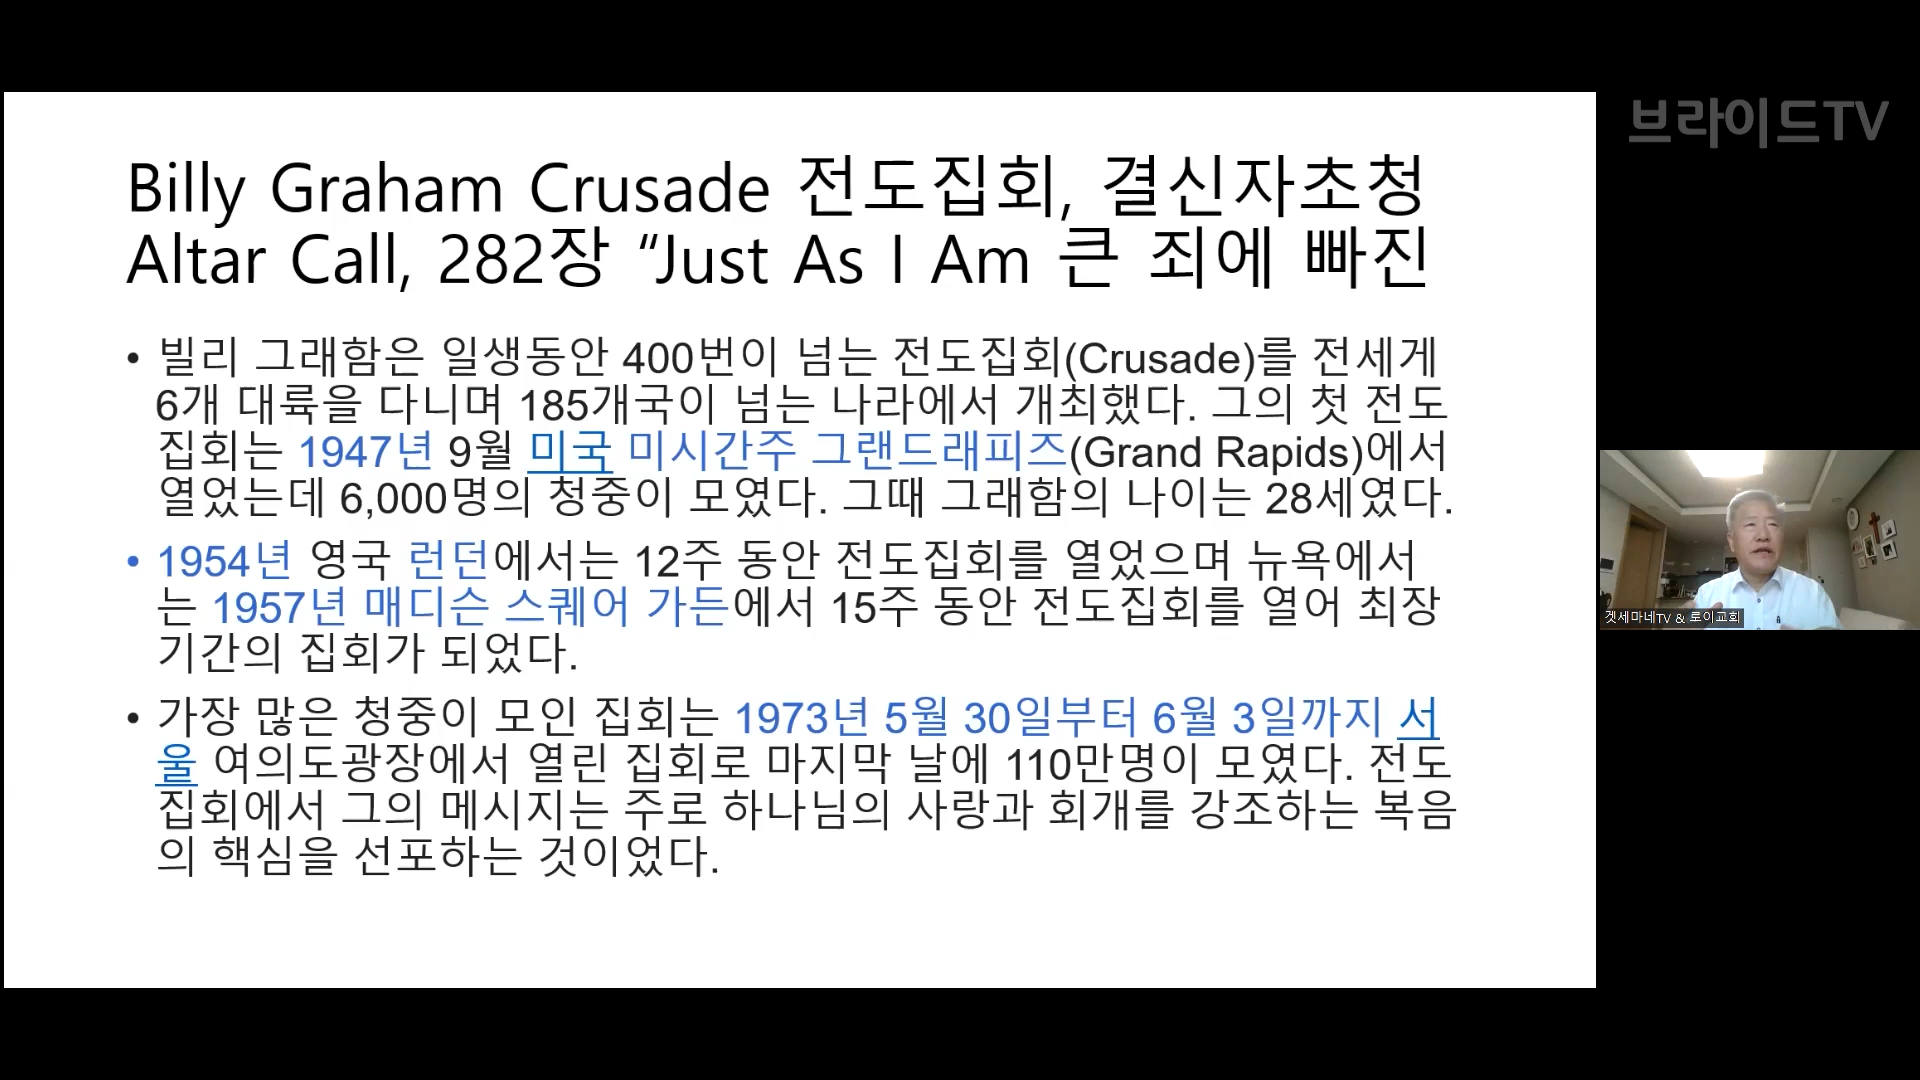 브라이드TV
Billy Graham Crusade 전도집회, 결신자초청
Altar Call, 282장 “Just As I Am 큰 죄에 빠진
• 빌리 그래함은 일생동안 400번이 넘는 전도집회(Crusade)를 전세게
6개 대륙을 다니며 185개국이 넘는 나라에서 개최했다. 그의 첫 전도
집회는 1947년 9월 미국 미시간주 그랜드래피즈(Grand Rapids)에서
열었는데 6,000명의 청중이 모였다. 그때 그래함의 나이는 28세였다.
• 1954년 영국 런던에서는 12주 동안 전도집회를 열었으며 뉴욕에서
는 1957년 매디슨 스퀘어 가든에서 15주 동안 전도집회를 열어 최장
기간의 집회가 되었다.
• 가장 많은 청중이 모인 집회는 1973년 5월 30일부터 6월 3일까지 서
울 여의도광장에서 열린 집회로 마지막 날에 110만명이 모였다. 전도
집회에서 그의 메시지는 주로 하나님의 사랑과 회개를 강조하는 복음
의 핵심을 선포하는 것이었다.
겟세마네TV & 로이교회